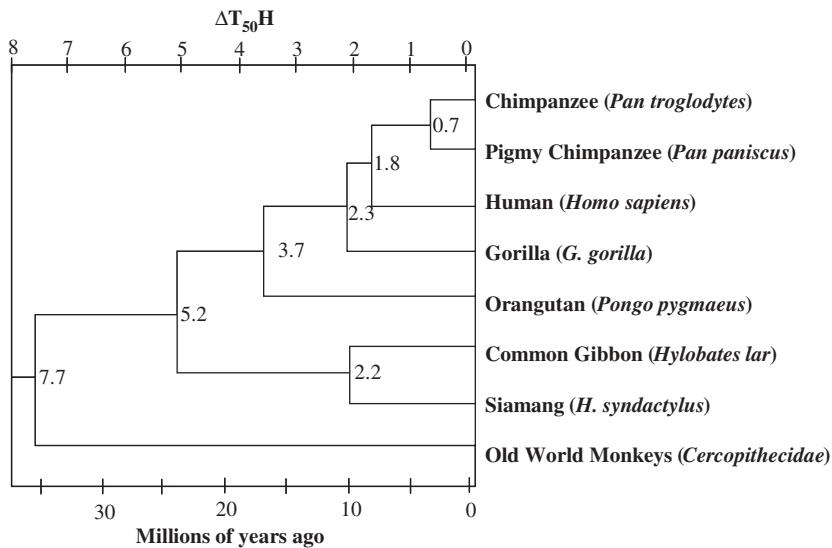 ΔT50H
8 7 6 5 4 3 2 1 0
Chimpanzee (Pan troglodytes)
0.7
Pigmy Chimpanzee (Pan paniscus)
1.8
Human (Homo sapiens)
2.3
Gorilla (G. gorilla)
3.7
Orangutan (Pongo pygmaeus)
5.2
Common Gibbon (Hylobates lar)
2.2
7.7
Siamang (H. syndactylus)
Old World Monkeys (Cercopithecidae)
30 20 10 0
Millions of years ago